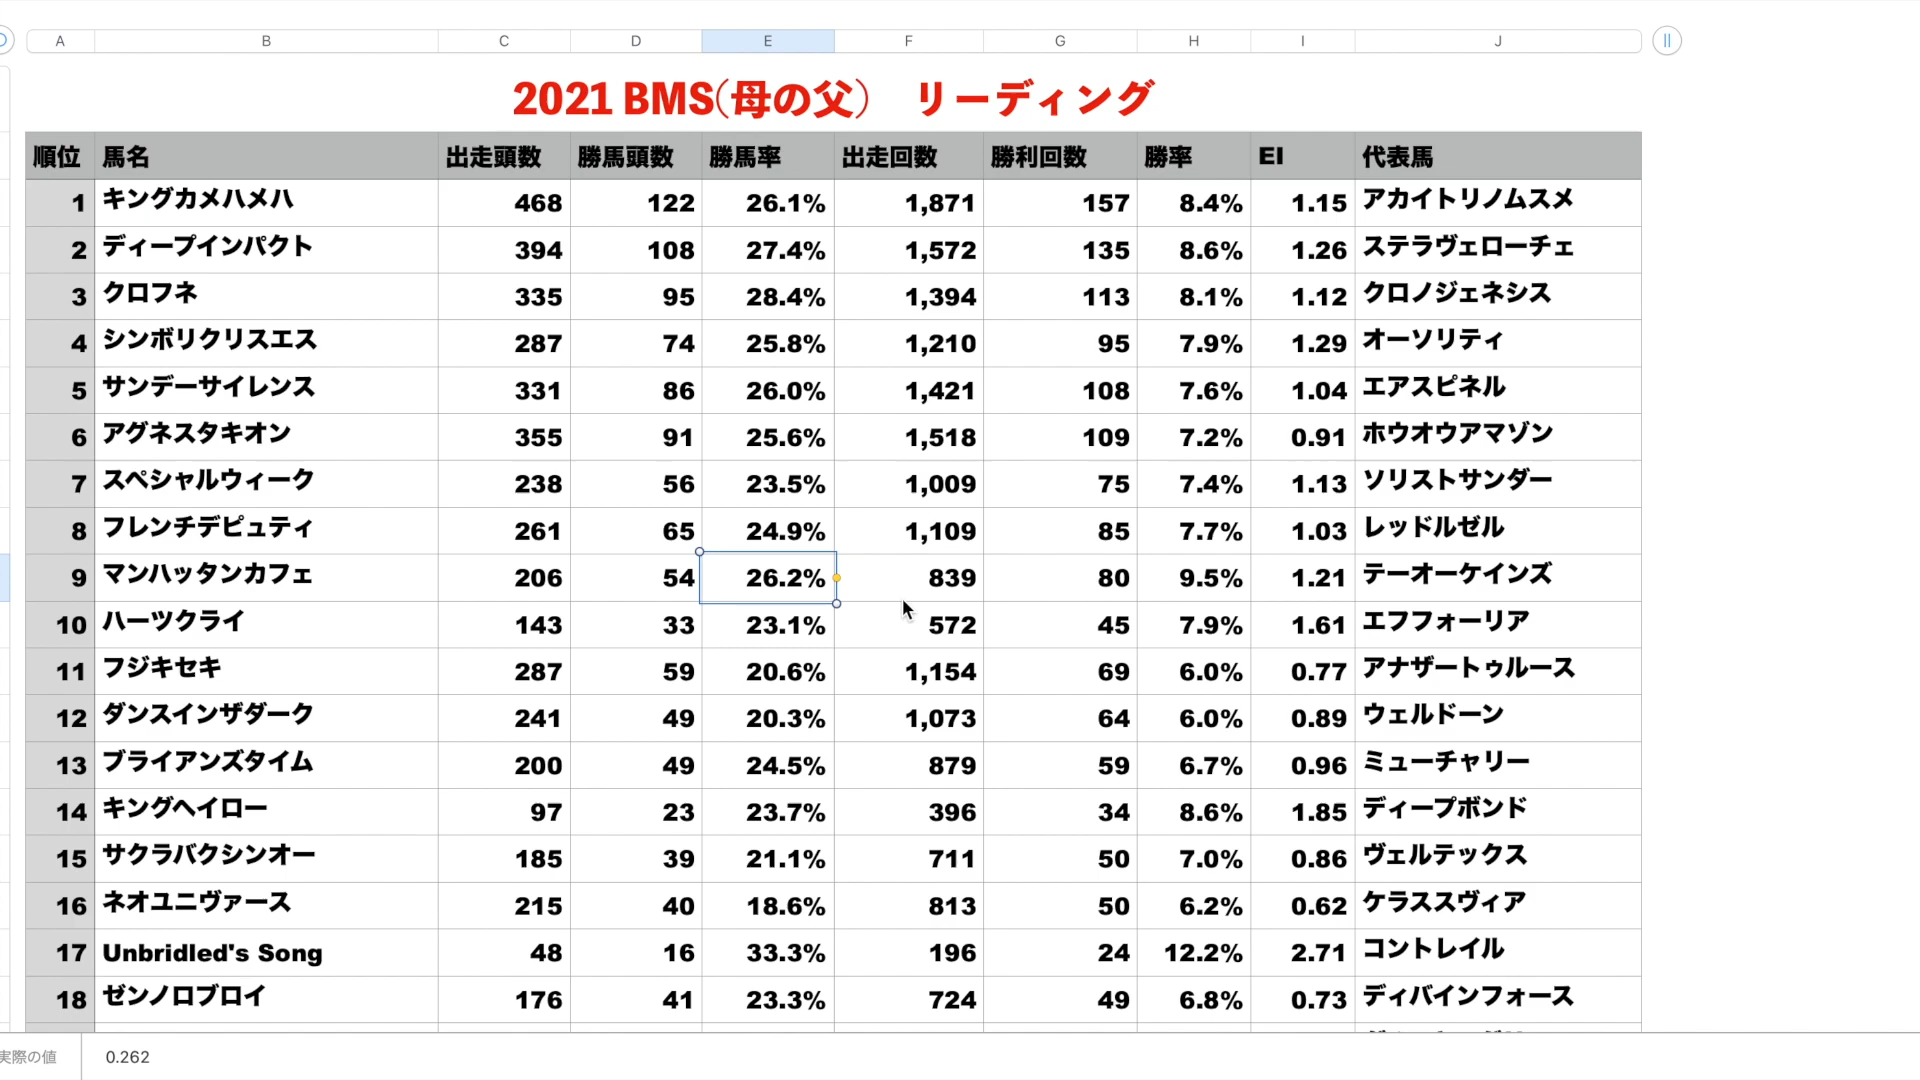 A B C D E F G H I J
2021 BMS(母の父) リーディング
順位 馬名 出走頭数 勝馬頭数 勝馬率 出走回数 勝利回数 勝率 EI 代表馬
1 キングカメハメハ 468 122 26.1% 1,871 157 8.4% 1.15 アカイトリノムスメ
2 ディープインパクト 394 108 27.4% 1,572 135 8.6% 1.26 ステラヴェローチェ
3 クロフネ 335 95 28.4% 1,394 113 8.1% 1.12 クロノジェネシス
4 シンボリクリスエス 287 74 25.8% 1,210 95 7.9% 1.29 オーソリティ
5 サンデーサイレンス 331 86 26.0% 1,421 108 7.6% 1.04 エアスピネル
6 アグネスタキオン 355 91 25.6% 1,518 109 7.2% 0.91 ホウオウアマゾン
7 スペシャルウィーク 238 56 23.5% 1,009 75 7.4% 1.13 ソリストサンダー
8 フレンチデピュティ 261 65 24.9% 1,109 85 7.7% 1.03 レッドルゼル
9 マンハッタンカフェ 206 54 26.2% 839 80 9.5% 1.21 テーオーケインズ
10 ハーツクライ 143 33 23.1% 572 45 7.9% 1.61 エフフォーリア
11 フジキセキ 287 59 20.6% 1,154 69 6.0% 0.77 アナザートゥルース
12 ダンスインザダーク 241 49 20.3% 1,073 64 6.0% 0.89 ウェルドーン
13 ブライアンズタイム 200 49 24.5% 879 59 6.7% 0.96 ミューチャリー
14 キングヘイロー 97 23 23.7% 396 34 8.6% 1.85 ディープボンド
15 サクラバクシンオー 185 39 21.1% 711 50 7.0% 0.86 ヴェルテックス
16 ネオユニヴァース 215 40 18.6% 813 50 6.2% 0.62 ケラススヴィア
17 Unbridled's Song 48 16 33.3% 196 24 12.2% 2.71 コントレイル
18 ゼンノロブロイ 176 41 23.3% 724 49 6.8% 0.73 ディバインフォース
実際の値 0.262